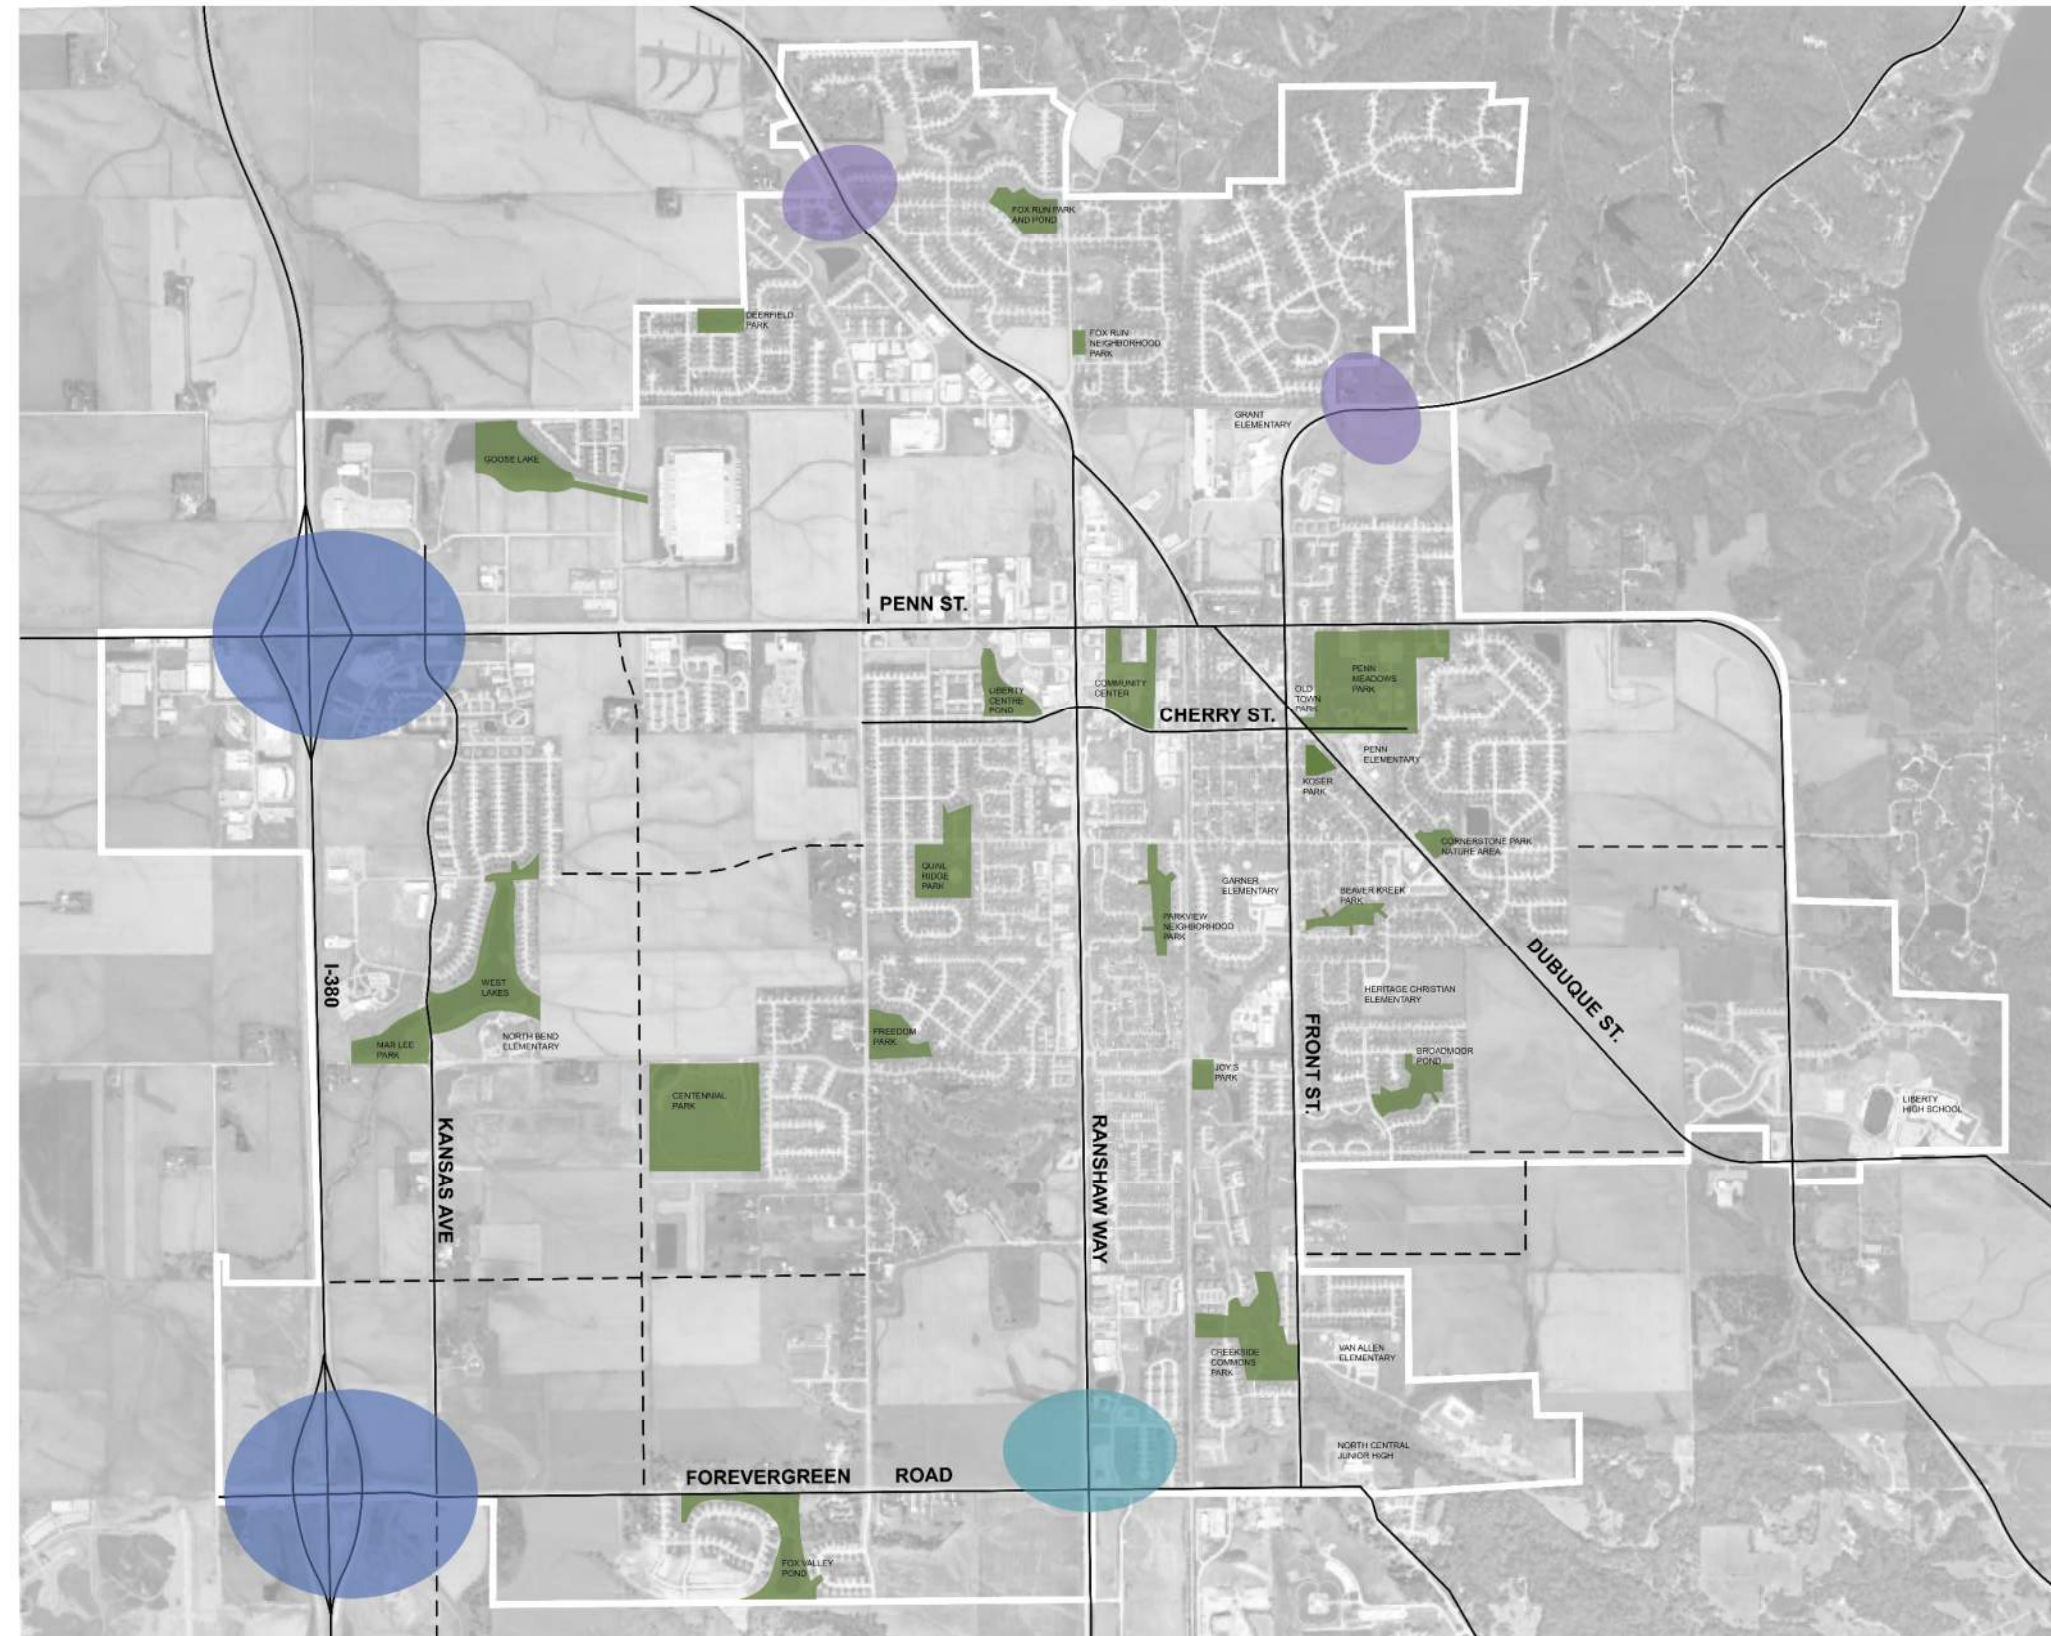 FOX RUN PARK
AND POND
DEERFIELD
PARK
FOX RUN
NEIGHBORHOOD
PARK
GRANT
ELEMENTARY
GOOSE LAKE
PENN ST.
LIBERTY
CENTRE
POND
COMMUNITY
CENTER
OLD
TOWN
PARK
PENN
MEADOWS
PARK
CHERRY ST.
PENN
ELEMENTARY
KOSER
PARK
CORNERSTONE PARK
NATURE AREA
QUAIL
RIDGE
PARK
GARNER
ELEMENTARY
BEAVER KREEK
PARK
PARKVIEW
NEIGHBORHOOD
PARK
DUBUQUE ST.
I-380
WEST
LAKES
HERITAGE CHRISTIAN
ELEMENTARY
MAR LEE
PARK
NORTH BEND
ELEMENTARY
FREEDOM
PARK
FRONT ST.
BROADMOOR
POND
JOY'S
PARK
CENTENNIAL
PARK
LIBERTY
HIGH SCHOOL
KANSAS AVE
RANSHAW WAY
CREEKSIDE
COMMONS
PARK
VAN ALLEN
ELEMENTARY
NORTH CENTRAL
JUNIOR HIGH
FOREVERGREEN ROAD
FOX VALLEY
POND